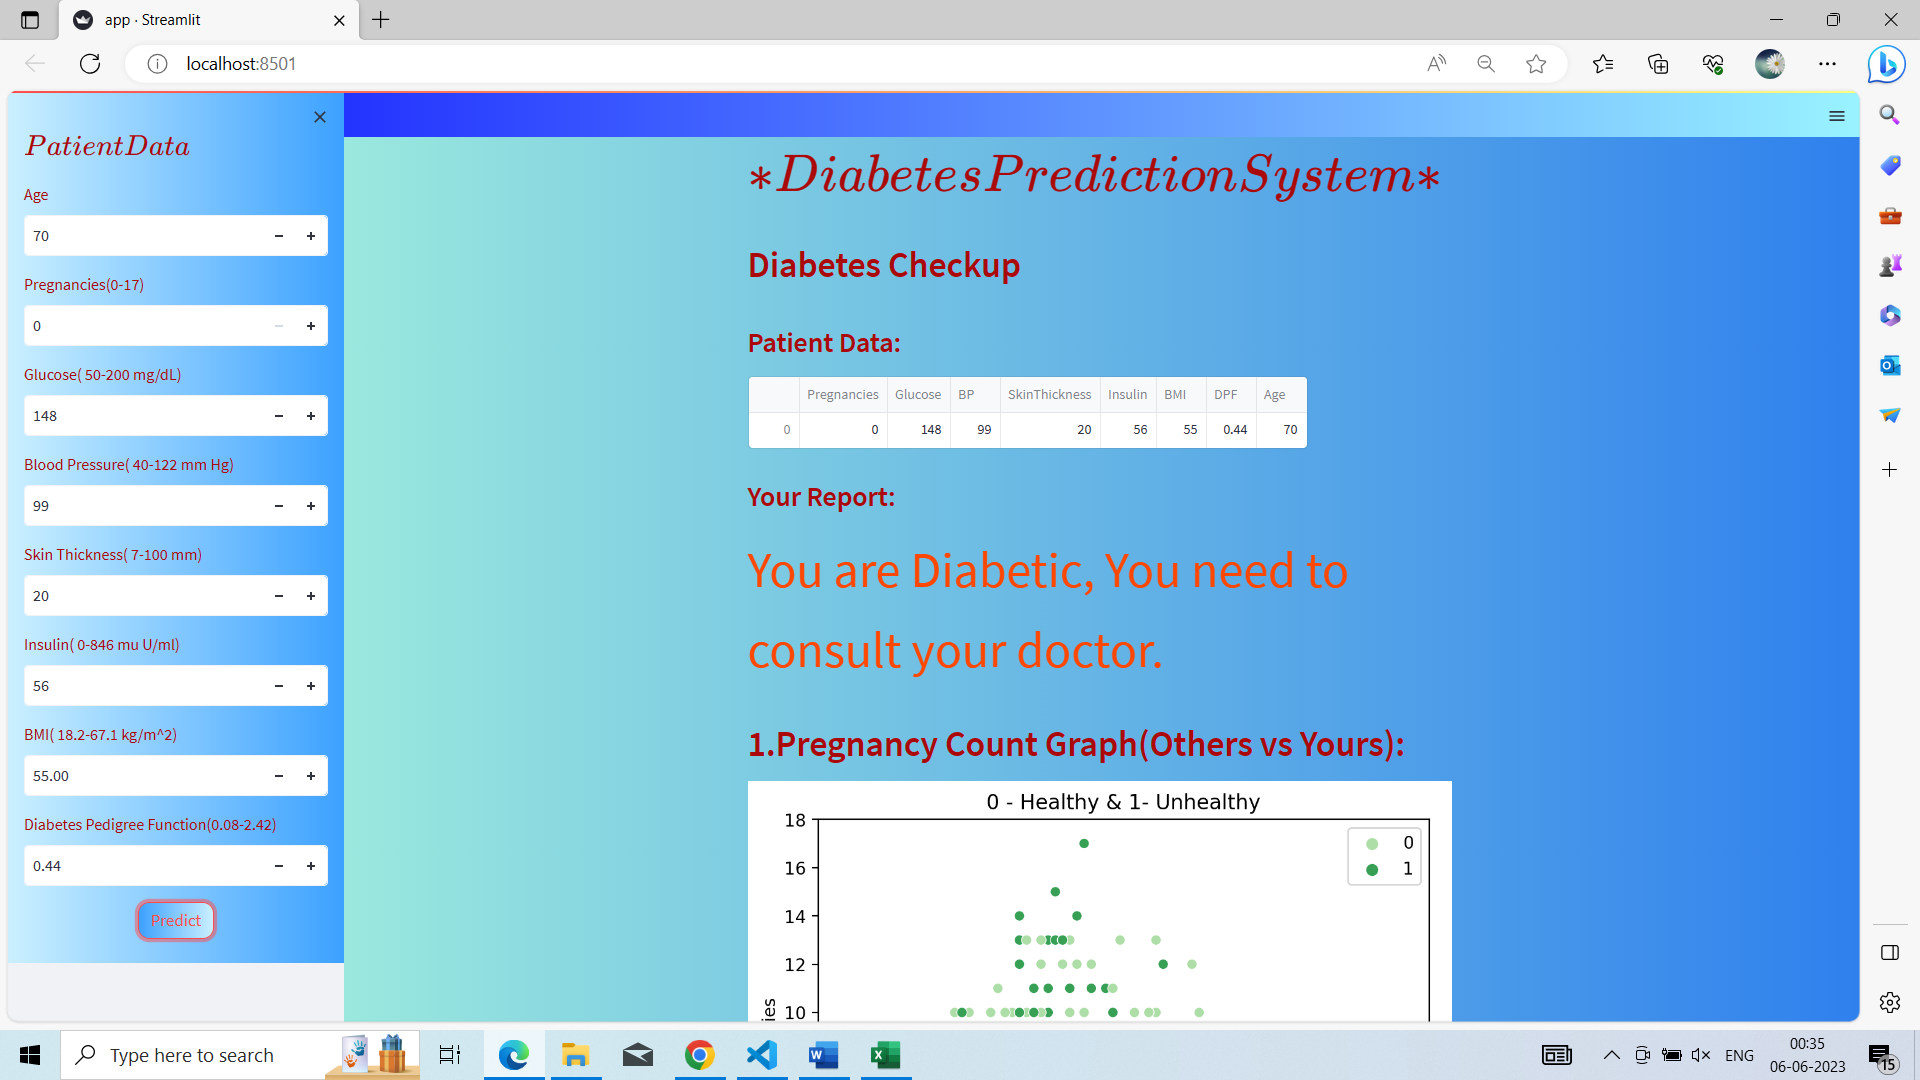 app · Streamlit
localhost:8501
PatientData
Age
70
Pregnancies(0-17)
0
Glucose( 50-200 mg/dL)
148
Blood Pressure( 40-122 mm Hg)
99
Skin Thickness( 7-100 mm)
20
Insulin( 0-846 mu U/ml)
56
BMI( 18.2-67.1 kg/m^2)
55.00
Diabetes Pedigree Function(0.08-2.42)
0.44
Predict
*DiabetesPredictionSystem*
Diabetes Checkup
Patient Data:
Pregnancies Glucose BP SkinThickness Insulin BMI DPF Age
0 0 148 99 20 56 55 0.44 70
Your Report:
You are Diabetic, You need to
consult your doctor.
1.Pregnancy Count Graph(Others vs Yours):
0 - Healthy & 1- Unhealthy
18
16
14
12
10
ies
0
1
Type here to search
ENG
00:35
06-06-2023
15